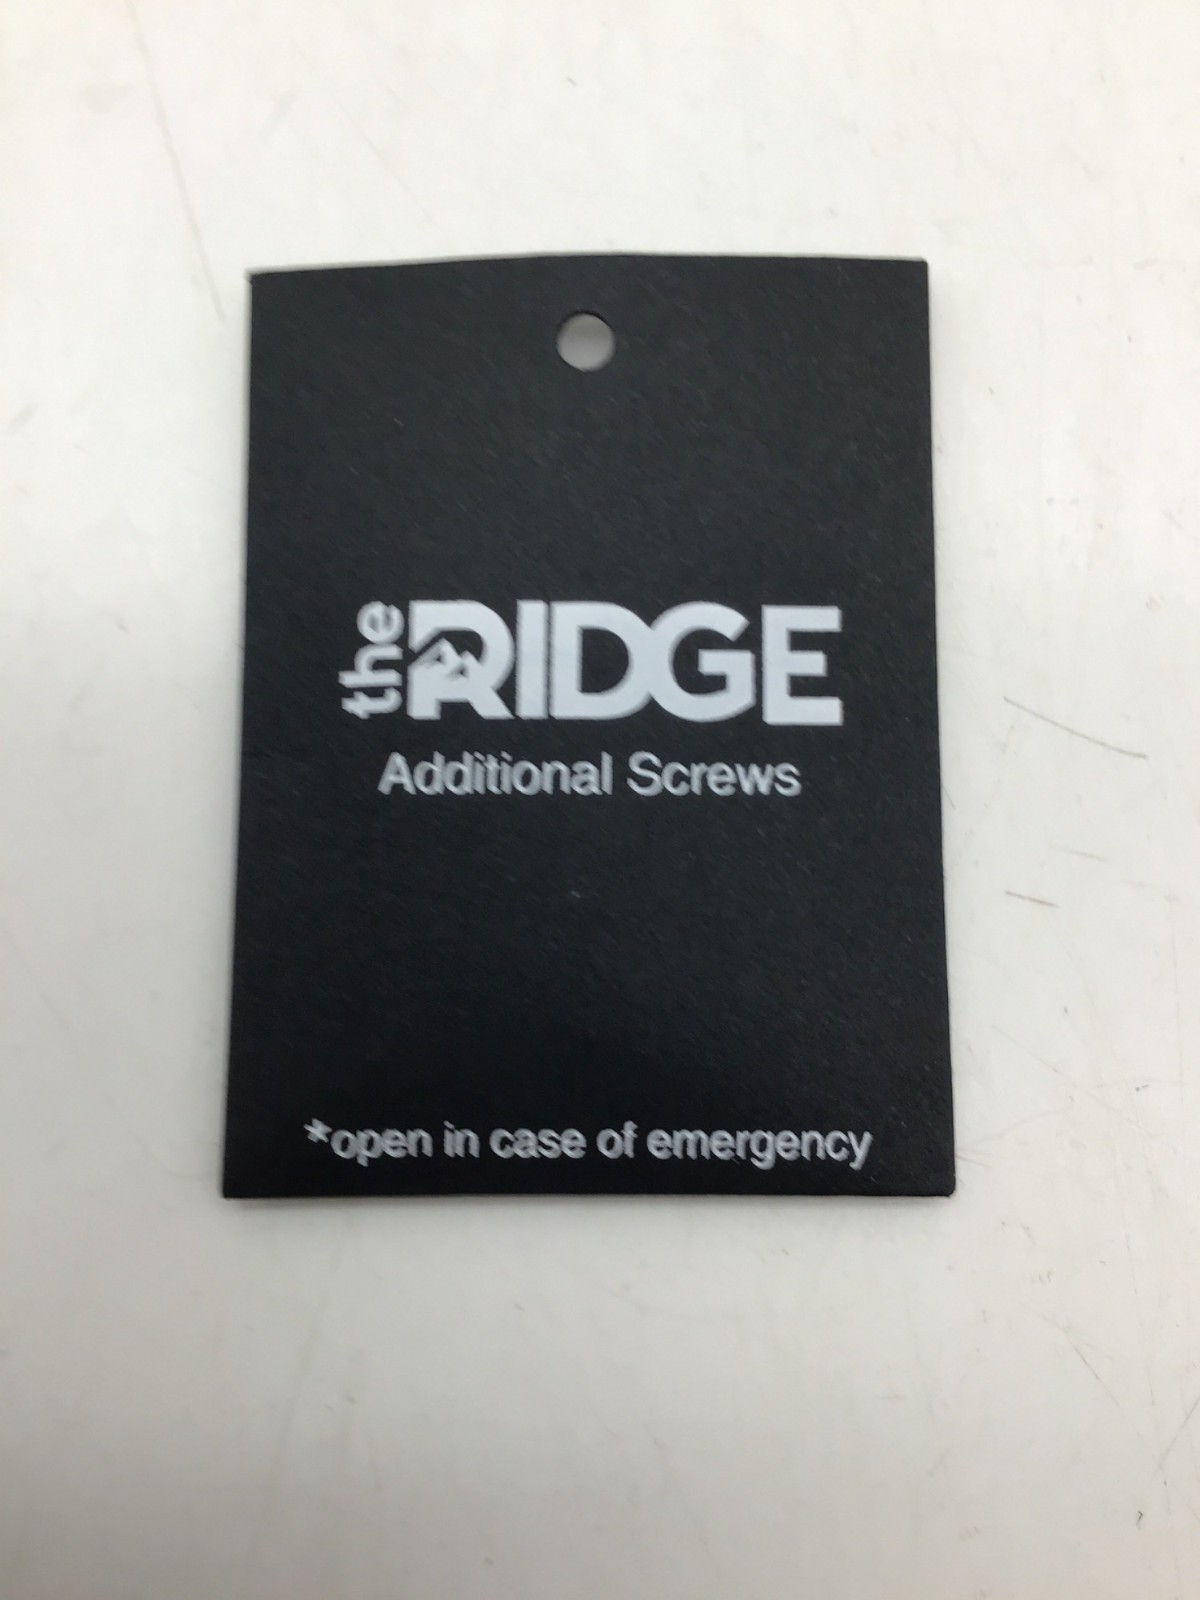 the RIDGE
Additional Screws
*open in case of emergency